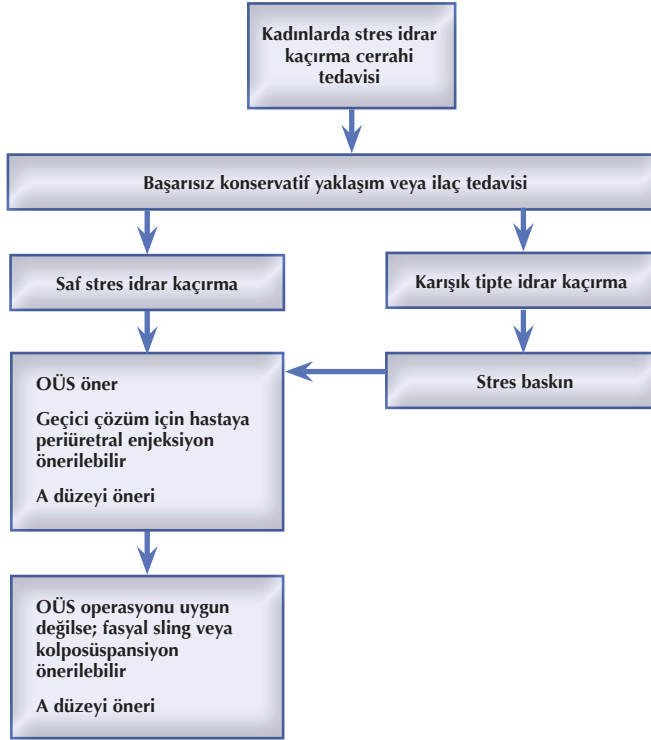 Kadınlarda stres idrar
kaçırma cerrahi
tedavisi
Başarısız konservatif yaklaşım veya ilaç tedavisi
Saf stres idrar kaçırma
Karışık tipte idrar kaçırma
OÜS öner
Geçici çözüm için hastaya
periüretral enjeksiyon
önerilebilir
A düzeyi öneri
Stres baskın
OÜS operasyonu uygun
değilse; fasyal sling veya
kolposüspansiyon
önerilebilir
A düzeyi öneri